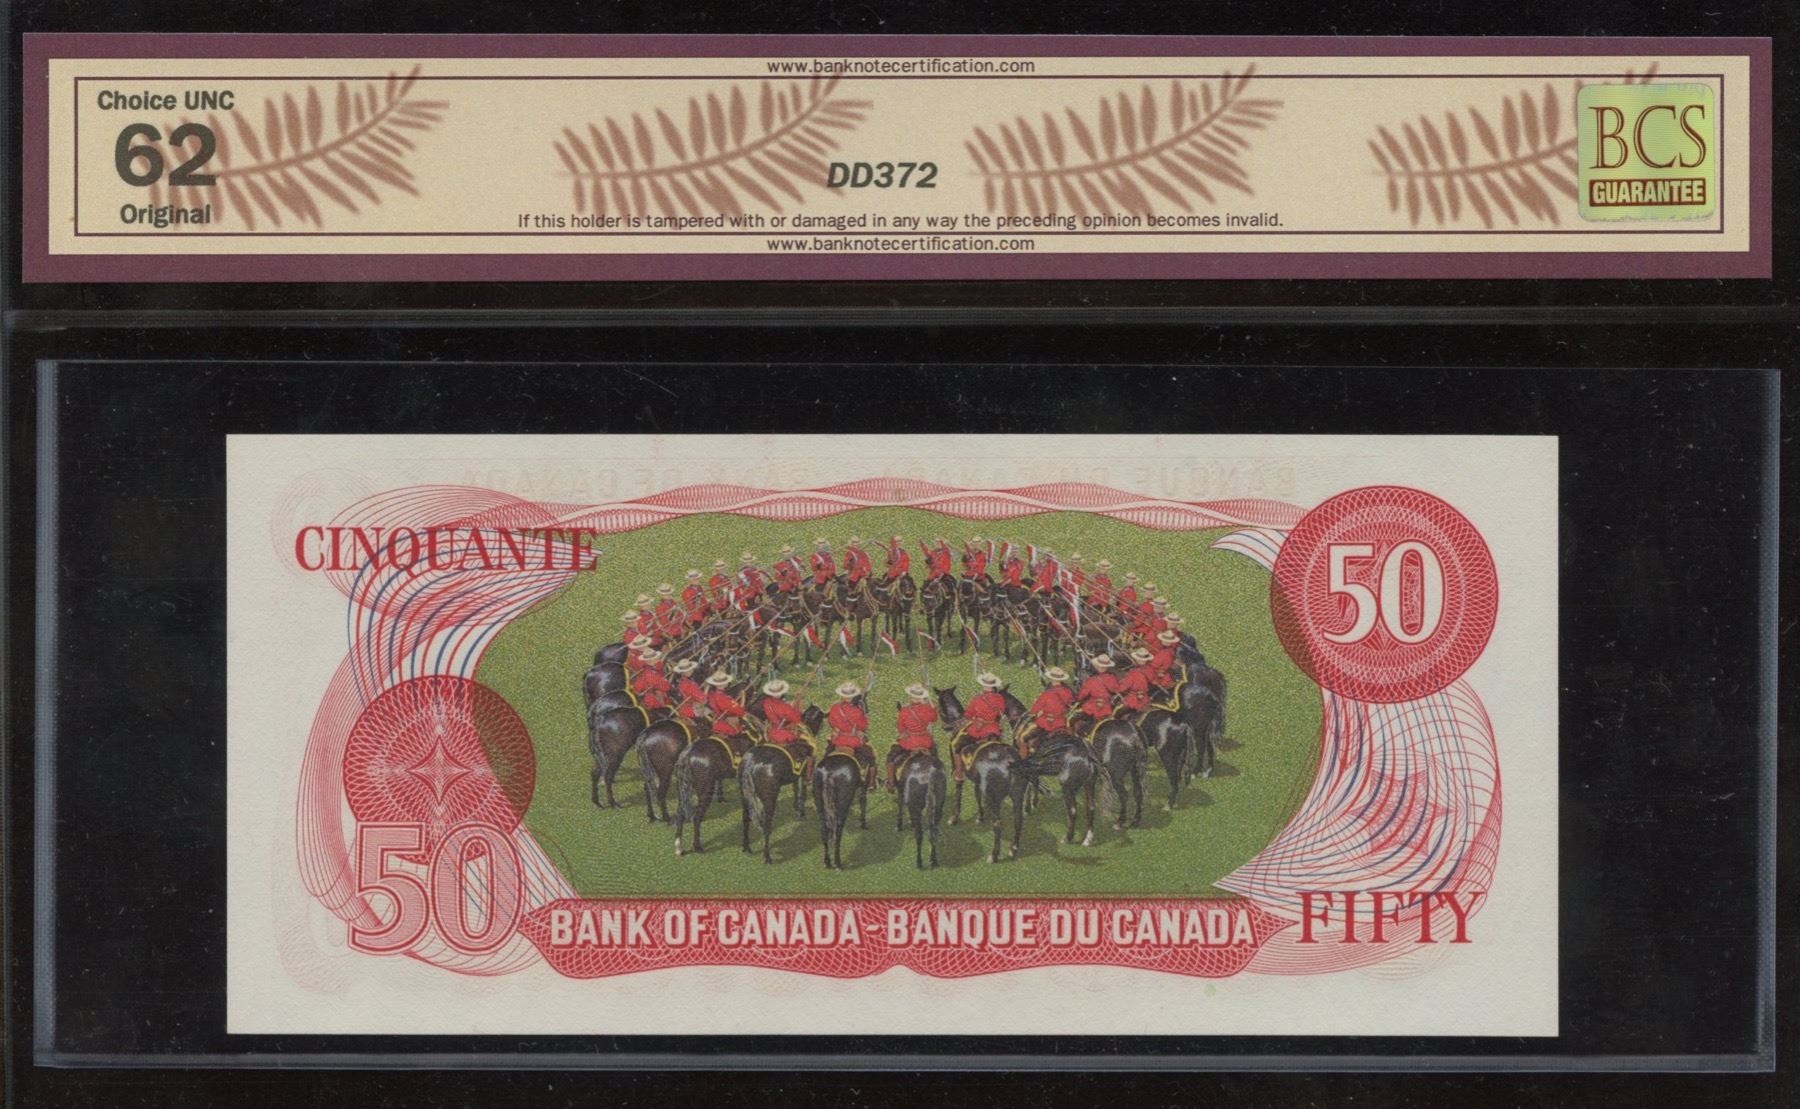 www.banknotecertification.com
Choice UNC
62
Original
DD372
If this holder is tampered with or damaged in any way the preceding opinion becomes invalid.
www.banknotecertification.com
BCS
GUARANTEE
CINQUANTE
50
50
BANK OF CANADA - BANQUE DU CANADA
FIFTY